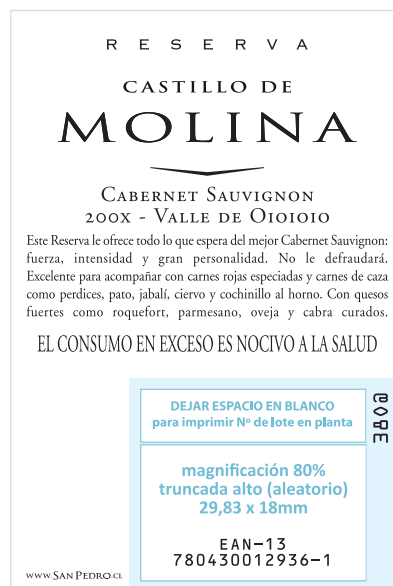 RESERVA
CASTILLO DE
MOLINA
CABERNET SAUVIGNON
200X - VALLE DE OIOIOIO
Este Reserva le ofrece todo lo que espera del mejor Cabernet Sauvignon:
fuerza, intensidad y gran personalidad. No le defraudará.
Excelente para acompañar con carnes rojas especiadas y carnes de caza
como perdices, pato, jabalí, ciervo y cochinillo al horno. Con quesos
fuertes como roquefort, parmesano, oveja y cabra curados.
EL CONSUMO EN EXCESO ES NOCIVO A LA SALUD
DEJAR ESPACIO EN BLANCO
para imprimir Nº de lote en planta
magnificación 80%
truncada alto (aleatorio)
29,83 x 18mm
EAN-13
780430012936-1
WWW.SAN PEDRO.CL